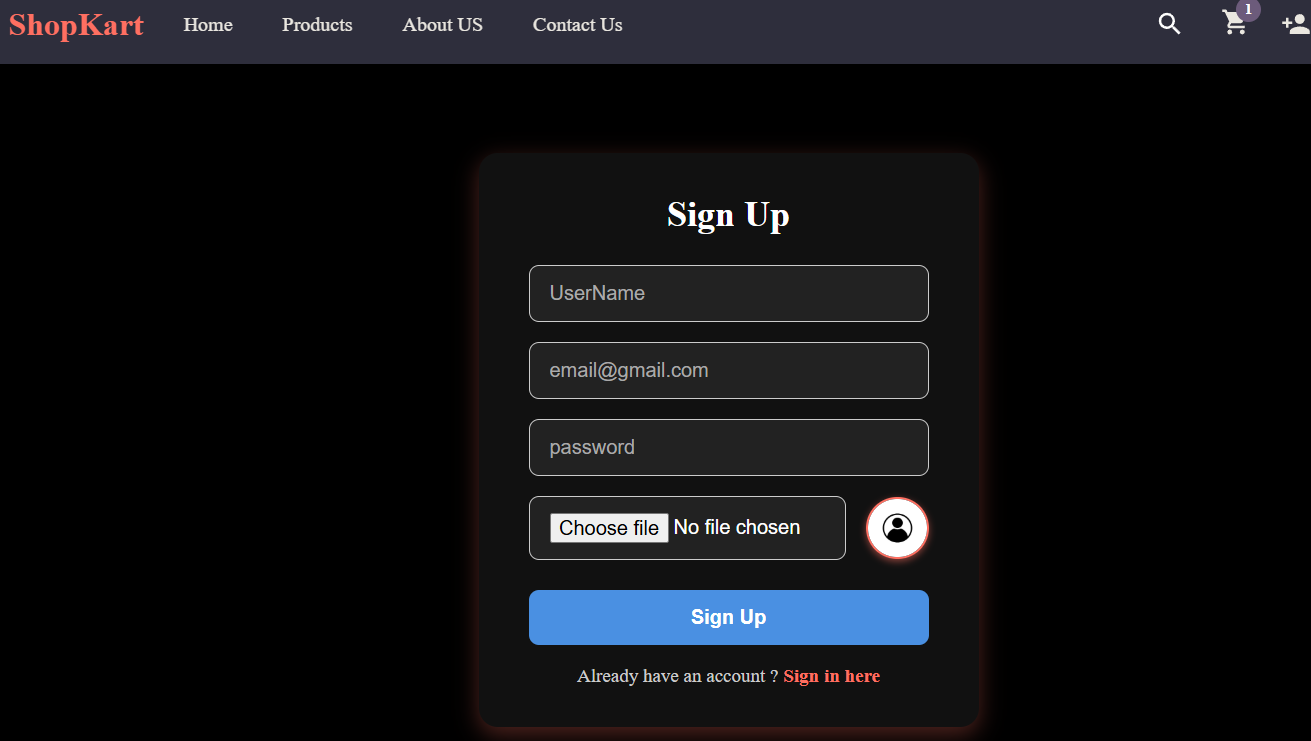 ShopKart Home Products About US Contact Us 1
Sign Up
UserName
email@gmail.com
password
Choose file No file chosen
Sign Up
Already have an account ? Sign in here